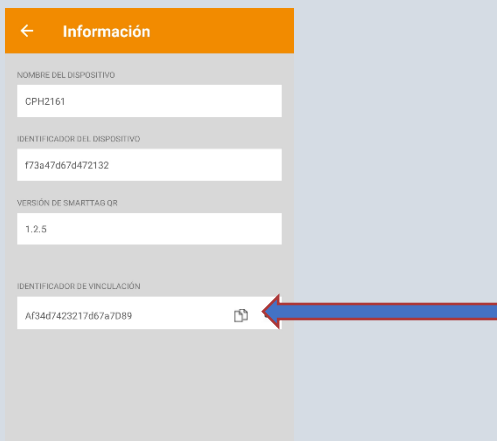 Información
NOMBRE DEL DISPOSITIVO
CPH2161
IDENTIFICADOR DEL DISPOSITIVO
f73a47d67d472132
VERSIÓN DE SMARTTAG QR
1.2.5
IDENTIFICADOR DE VINCULACIÓN
Af34d7423217d67a7D89